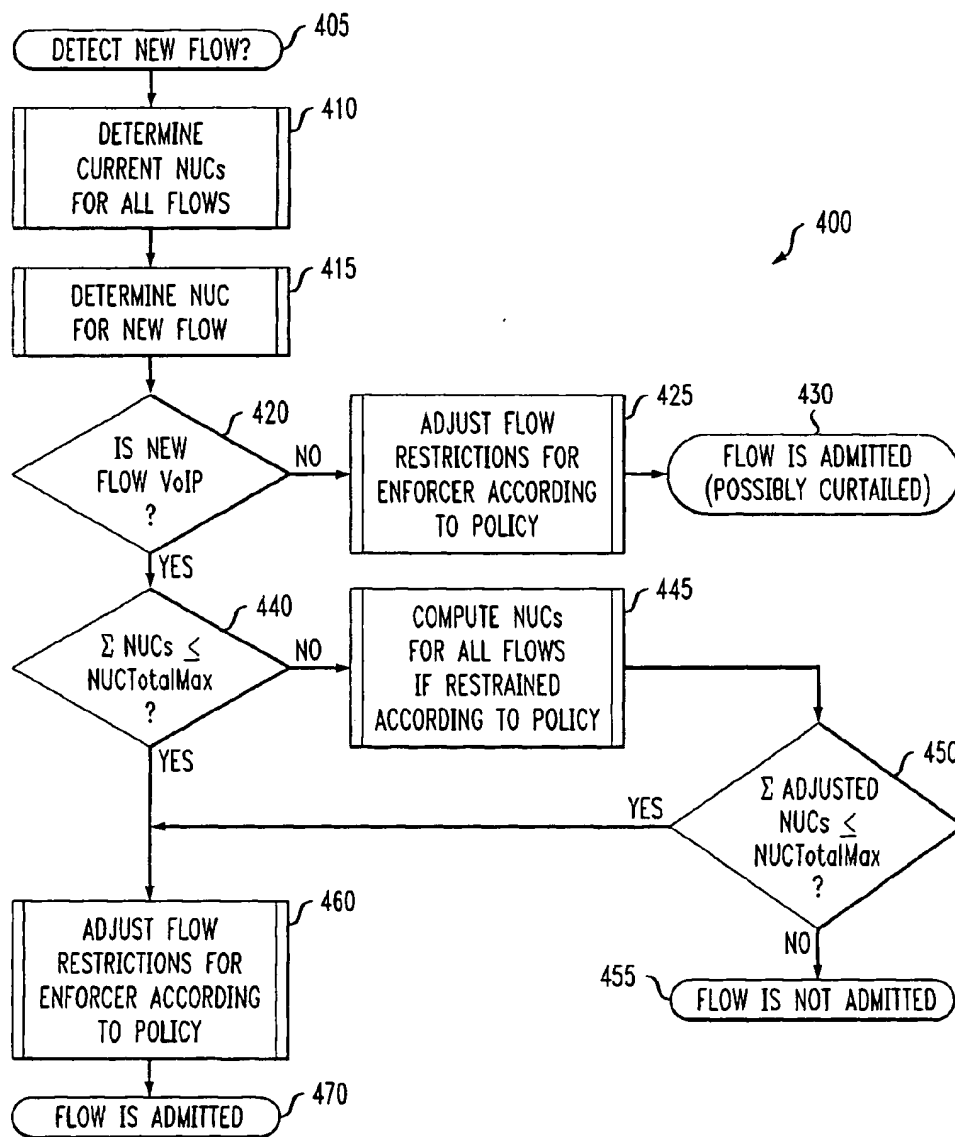 DETECT NEW FLOW?
405
410
DETERMINE
CURRENT NUCs
FOR ALL FLOWS
400
415
DETERMINE NUC
FOR NEW FLOW
420
IS NEW
FLOW VoIP
?
NO
YES
425
ADJUST FLOW
RESTRICTIONS FOR
ENFORCER ACCORDING
TO POLICY
430
FLOW IS ADMITTED
(POSSIBLY CURTAILED)
440
Σ NUCs ≤
NUCTotalMax
?
NO
YES
445
COMPUTE NUCs
FOR ALL FLOWS
IF RESTRAINED
ACCORDING TO POLICY
450
Σ ADJUSTED
NUCs ≤
NUCTotalMax
?
YES
NO
455
FLOW IS NOT ADMITTED
460
ADJUST FLOW
RESTRICTIONS FOR
ENFORCER ACCORDING
TO POLICY
FLOW IS ADMITTED
470